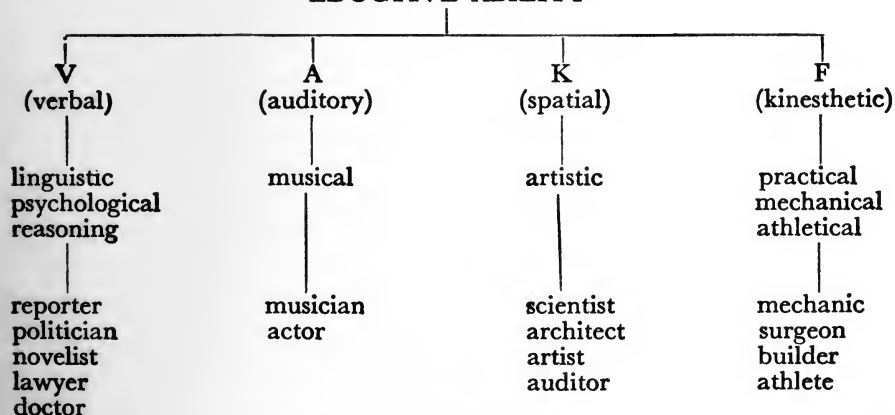 V A K F
(verbal) (auditory) (spatial) (kinesthetic)
linguistic musical artistic practical
psychological mechanical
reasoning athletical
reporter musician scientist mechanic
politician actor architect surgeon
novelist artist builder
lawyer auditor athlete
doctor